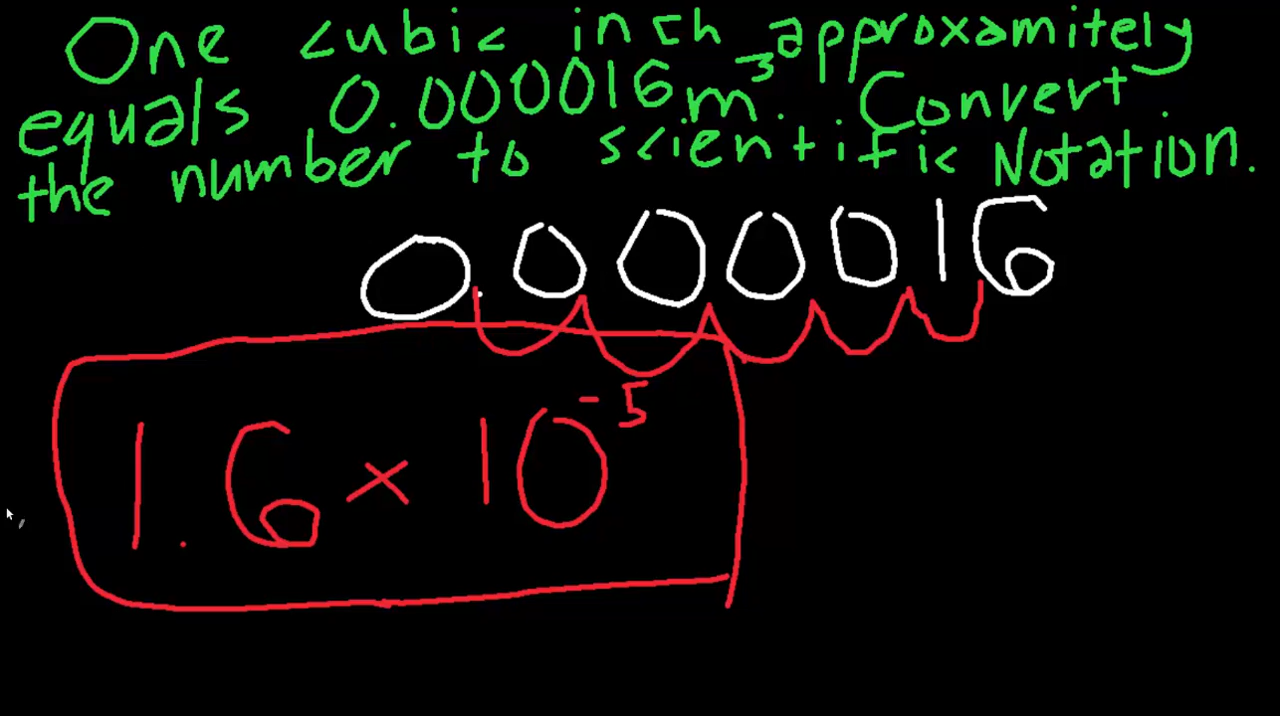 One cubic inch approxamitely
equals 0.000016m³. Convert
the number to scientific Notation.
0.000016
1.6 × 10⁻⁵